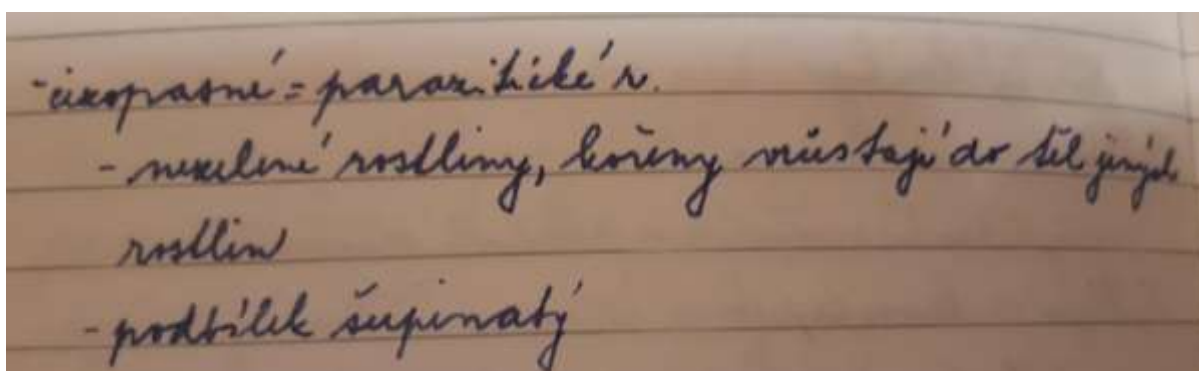 - cizopasné = parazitické r.
- nezelené rostliny, kořeny vrůstají do těl jiných
rostlin
- podbílek šupinatý